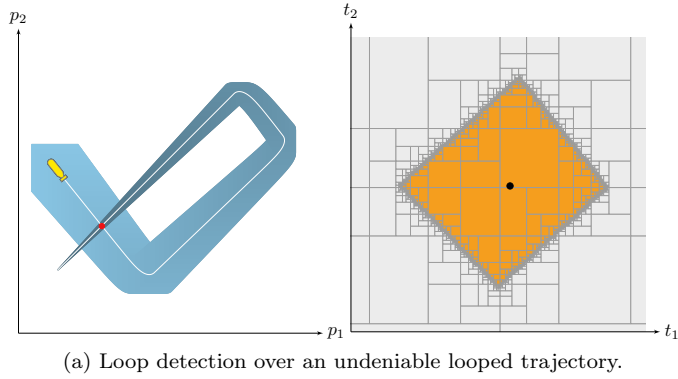 p₂
t₂
p₁
t₁
(a) Loop detection over an undeniable looped trajectory.